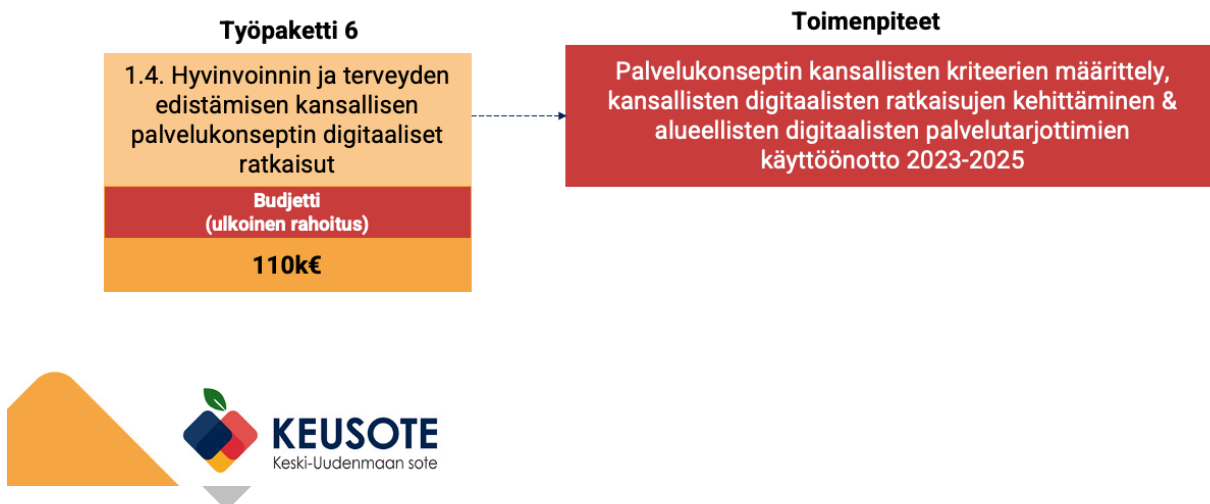 Työpaketti 6
1.4. Hyvinvoinnin ja terveyden
edistämisen kansallisen
palvelukonseptin digitaaliset
ratkaisut
Budjetti
(ulkoinen rahoitus)
110k€
Toimenpiteet
Palvelukonseptin kansallisten kriteerien määrittely,
kansallisten digitaalisten ratkaisujen kehittäminen &
alueellisten digitaalisten palvelutarjottimien
käyttöönotto 2023-2025
KEUSOTE
Keski-Uudenmaan sote